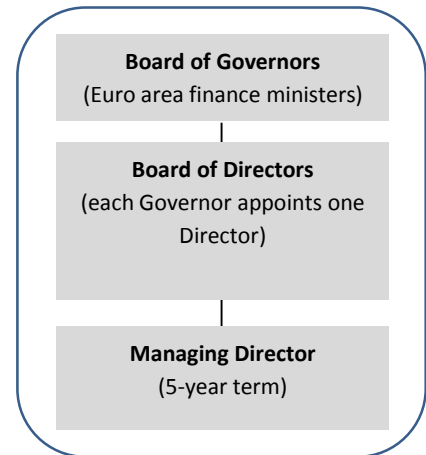 Board of Governors
(Euro area finance ministers)
Board of Directors
(each Governor appoints one
Director)
Managing Director
(5-year term)